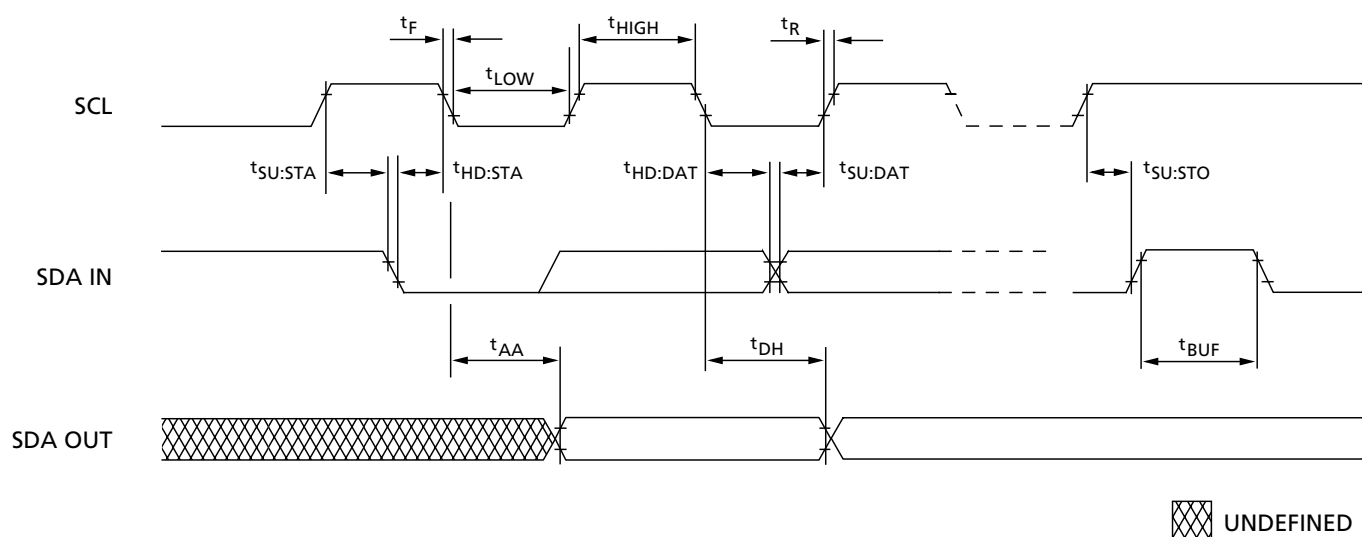 tF
tHIGH
tR
tLOW
SCL
tSU:STA
tHD:STA
tHD:DAT
tSU:DAT
tSU:STO
SDA IN
tAA
tDH
tBUF
SDA OUT
UNDEFINED